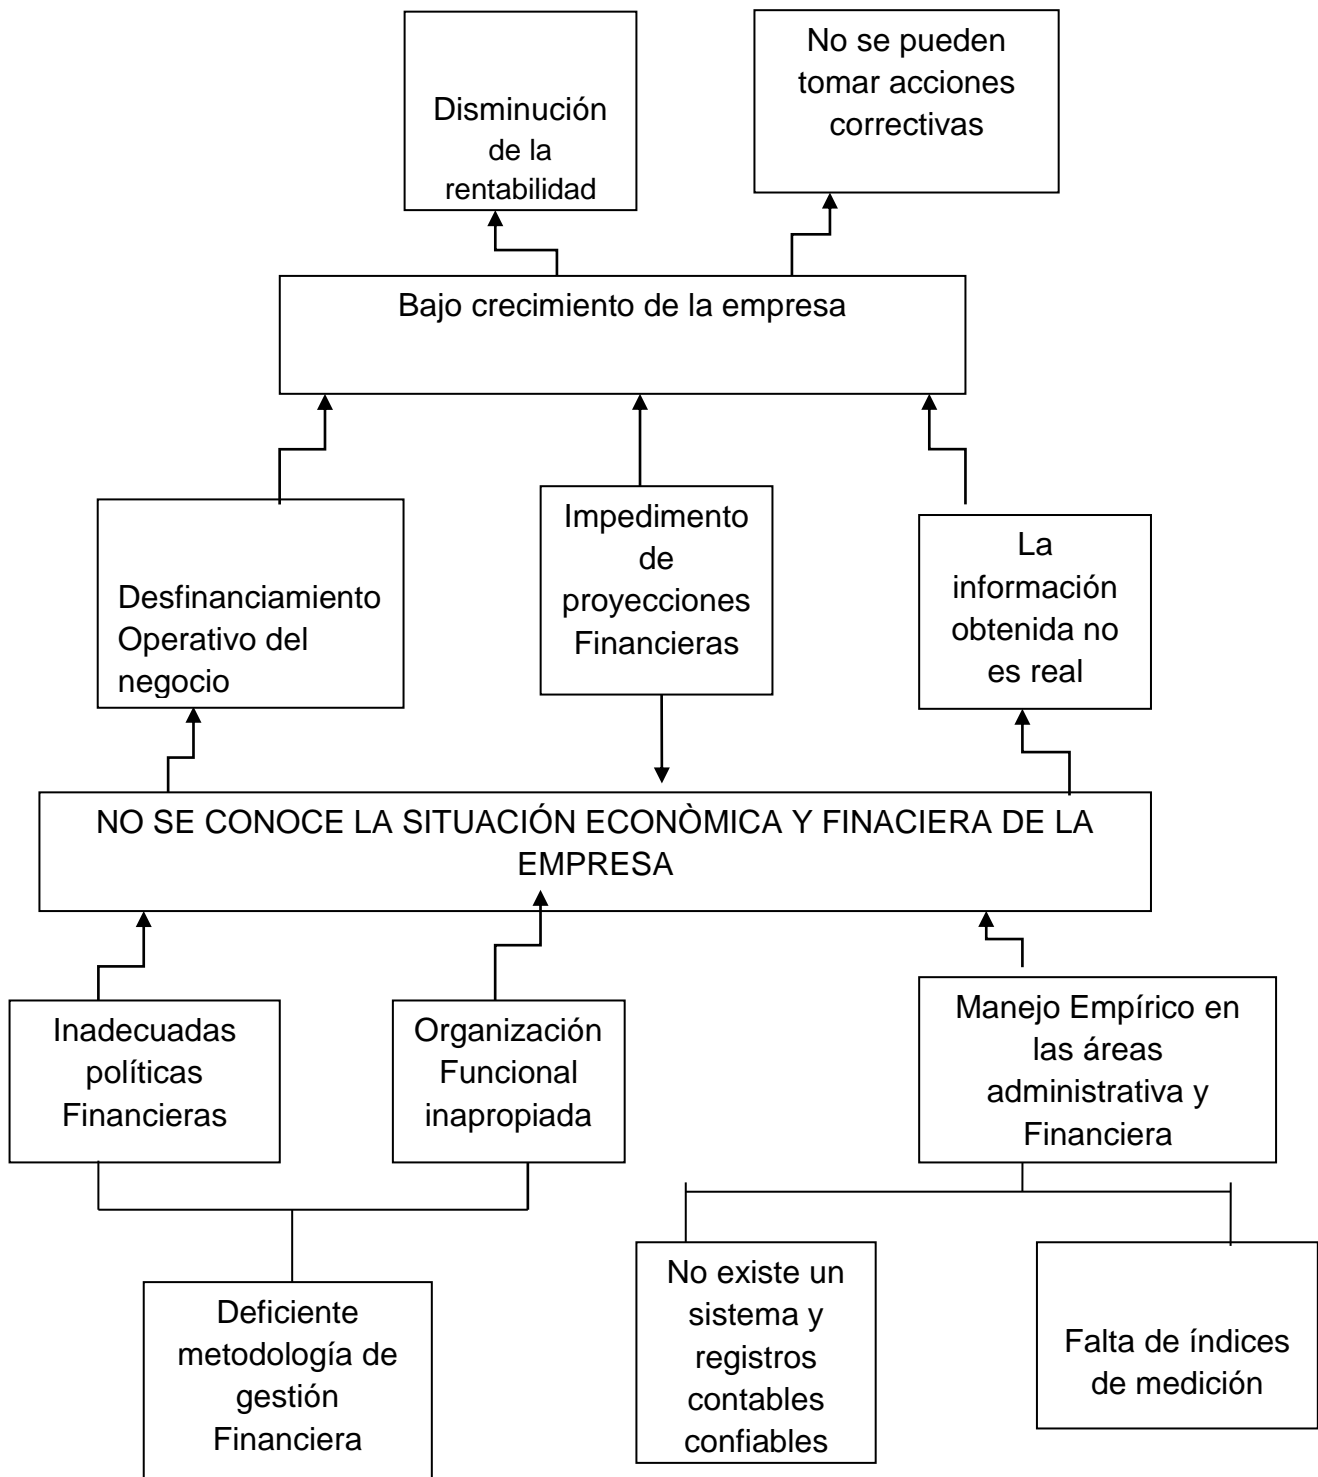 Disminución
de la
rentabilidad
No se pueden
tomar acciones
correctivas
Bajo crecimiento de la empresa
Desfinanciamiento
Operativo del
negocio
Impedimento
de
proyecciones
Financieras
La
información
obtenida no
es real
NO SE CONOCE LA SITUACIÓN ECONÒMICA Y FINACIERA DE LA
EMPRESA
Inadecuadas
políticas
Financieras
Organización
Funcional
inapropiada
Manejo Empírico en
las áreas
administrativa y
Financiera
Deficiente
metodología de
gestión
Financiera
No existe un
sistema y
registros
contables
confiables
Falta de índices
de medición